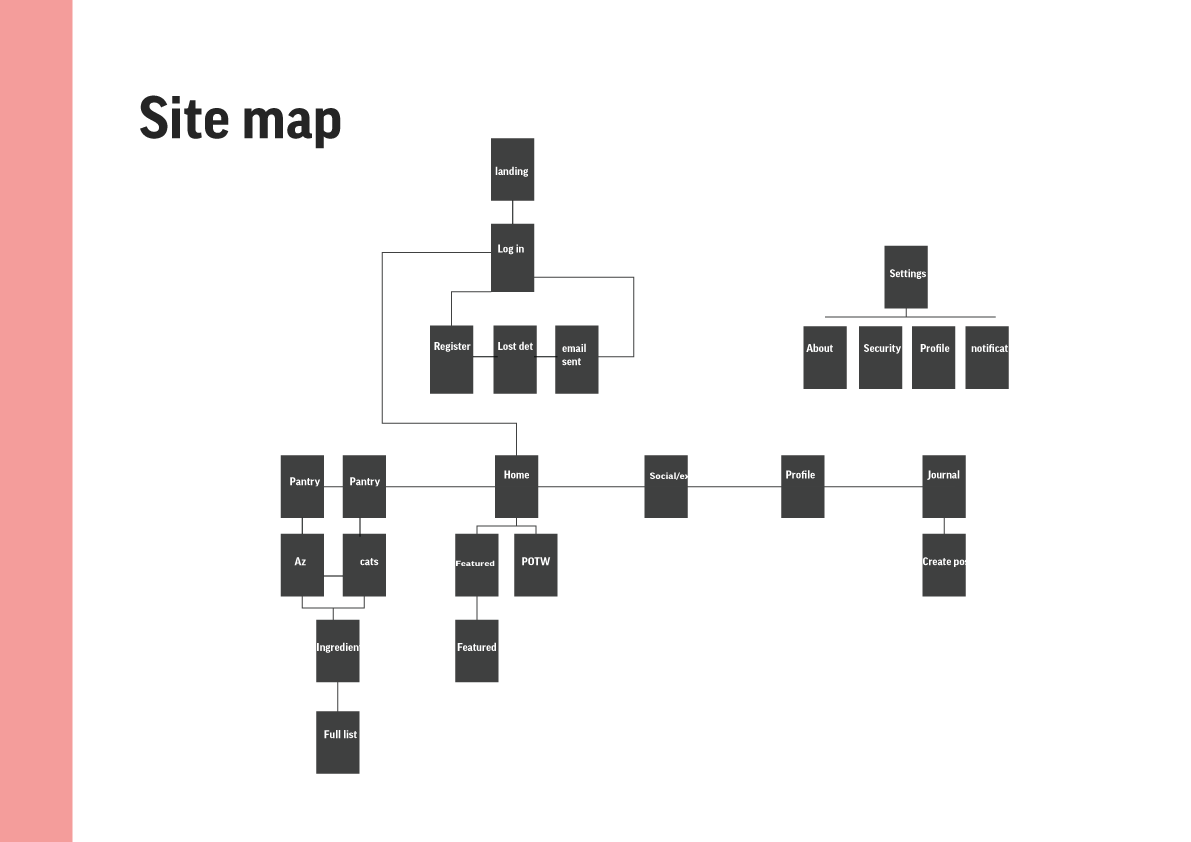 Site map
landing
Log in
Settings
Register
Lost det
email
sent
About
Security
Profile
notificat
Pantry
Pantry
Home
Social/ex
Profile
Journal
Az
cats
Featured
POTW
Create pos
Ingredien
Featured
Full list